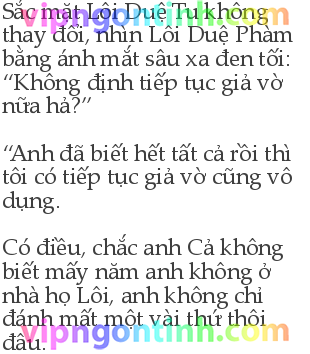 Sắc mặt Lôi Duệ Tu không
vipngontinh.com
thay đổi, nhìn Lôi Duệ Phàm
bằng ánh mắt sâu xa đen tối:
“Không định tiếp tục giả vờ
nữa hả?”
“Anh đã biết hết tất cả rồi thì
tôi có tiếp tục giả vờ cũng vô
dụng.
Có điều, chắc anh Cả không
biết mấy năm anh không ở
nhà họ Lôi, anh không chỉ
đánh mất một vài thứ thôi
vipngontinh.com
đâu.